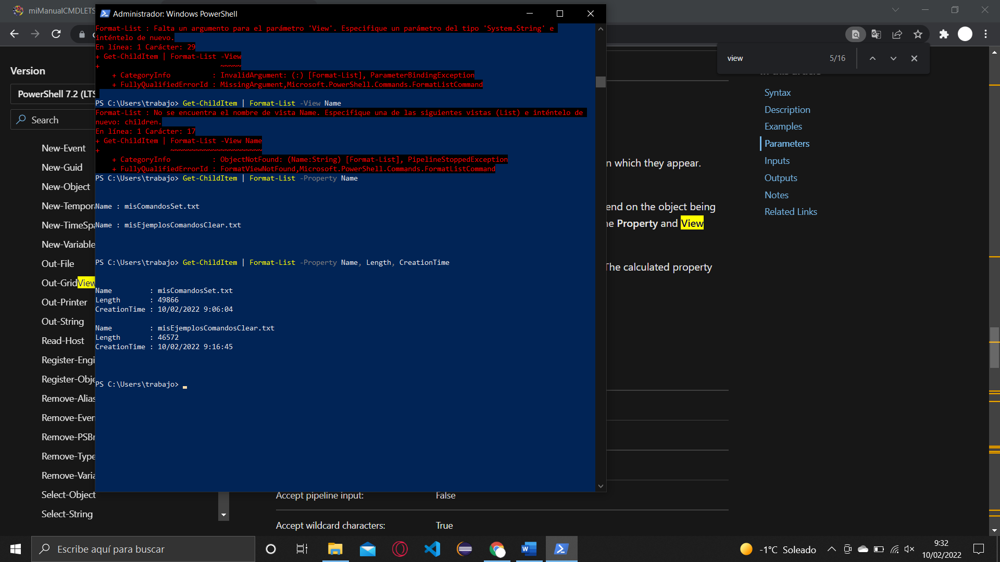 miManualCMDLETS
Administrador: Windows PowerShell
Format-List : Falta un argumento para el parámetro 'View'. Especifique un parámetro del tipo 'System.String' e
inténtelo de nuevo.
En línea: 1 Carácter: 29
+ Get-ChildItem | Format-List -View
+                             ~~~~~
    + CategoryInfo          : InvalidArgument: (:) [Format-List], ParameterBindingException
    + FullyQualifiedErrorId : MissingArgument,Microsoft.PowerShell.Commands.FormatListCommand
PS C:\Users\trabajo> Get-ChildItem | Format-List -View Name
Format-List : No se encuentra el nombre de vista Name. Especifique una de las siguientes vistas (List) e inténtelo de
nuevo: children.
En línea: 1 Carácter: 17
+ Get-ChildItem | Format-List -View Name
+                 ~~~~~~~~~~~~~~~~~~~~~~
    + CategoryInfo          : ObjectNotFound: (Name:String) [Format-List], PipelineStoppedException
    + FullyQualifiedErrorId : FormatViewNotFound,Microsoft.PowerShell.Commands.FormatListCommand
PS C:\Users\trabajo> Get-ChildItem | Format-List -Property Name
Name : misComandosSet.txt
Name : misEjemplosComandosClear.txt
PS C:\Users\trabajo> Get-ChildItem | Format-List -Property Name, Length, CreationTime
Name         : misComandosSet.txt
Length       : 49866
CreationTime : 10/02/2022 9:06:04
Name         : misEjemplosComandosClear.txt
Length       : 46572
CreationTime : 10/02/2022 9:16:45
PS C:\Users\trabajo>
Version
PowerShell 7.2 (LTS
Search
New-Event
New-Guid
New-Object
New-Tempora
New-TimeSpa
New-Variable
Out-File
Out-GridView
Out-Printer
Out-String
Read-Host
Register-Engi
Register-Obje
Remove-Alias
Remove-Even
Remove-PSBr
Remove-Type
Remove-Varia
Select-Object
Select-String
view
5/16
n which they appear.
end on the object being
he Property and View
The calculated property
Accept pipeline input: False
Accept wildcard characters: True
Syntax
Description
Examples
Parameters
Inputs
Outputs
Notes
Related Links
Escribe aquí para buscar
-1°C Soleado
9:32
10/02/2022